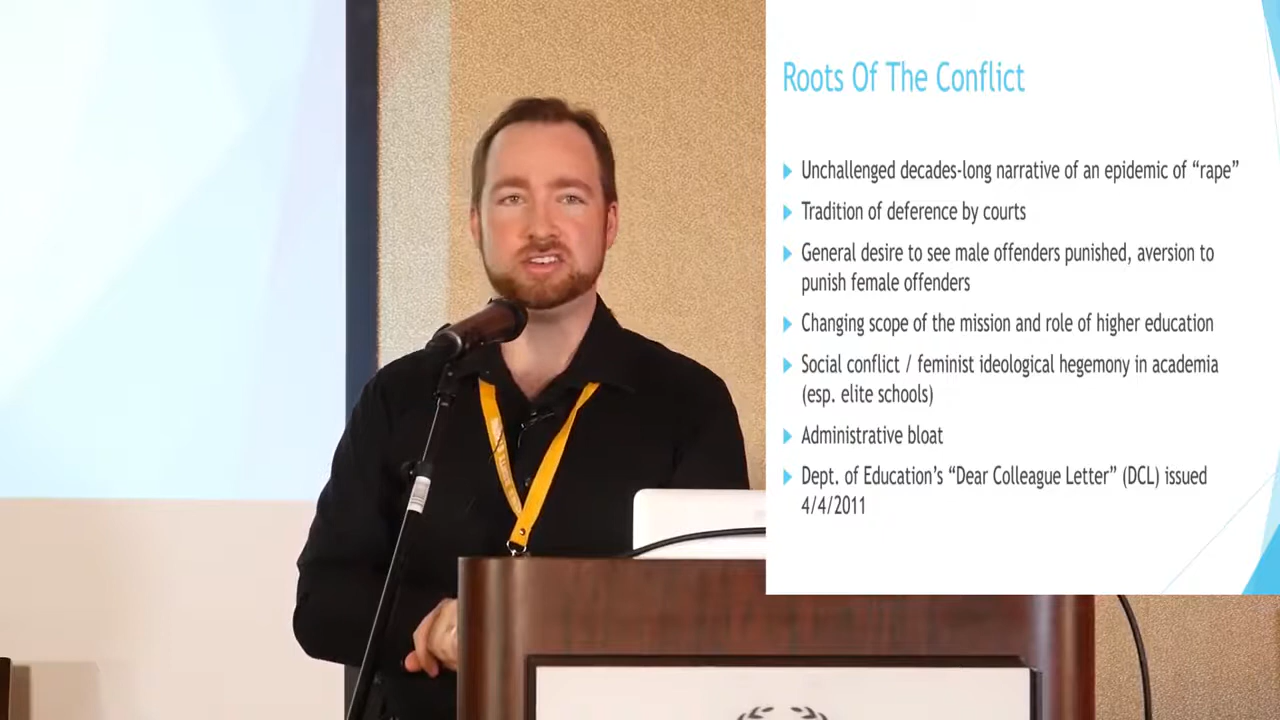 Roots Of The Conflict
Unchallenged decades-long narrative of an epidemic of “rape”
Tradition of deference by courts
General desire to see male offenders punished, aversion to
punish female offenders
Changing scope of the mission and role of higher education
Social conflict / feminist ideological hegemony in academia
(esp. elite schools)
Administrative bloat
Dept. of Education’s “Dear Colleague Letter” (DCL) issued
4/4/2011